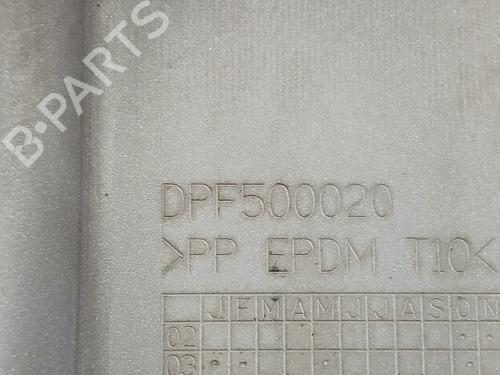 B-PARTS
DPF500020
>PP EPDM T10<
J F M A M J J A S O N
02
03